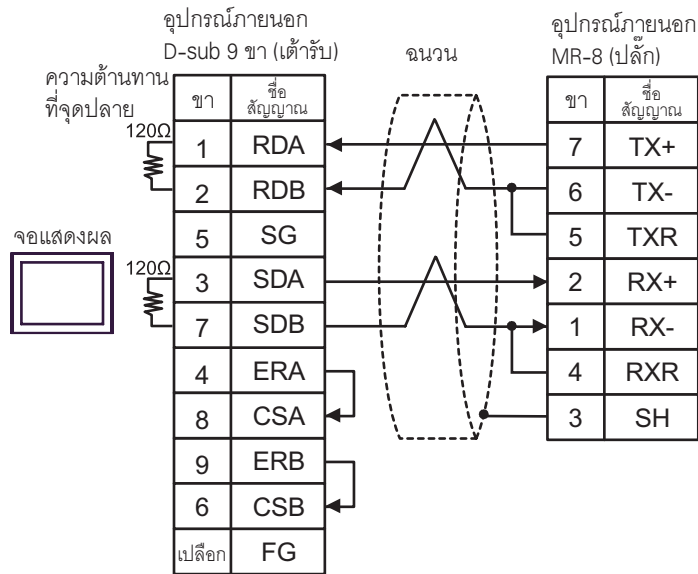 อุปกรณ์ภายนอก
D-sub 9 ขา (เต้ารับ)
ฉนวน
อุปกรณ์ภายนอก
MR-8 (ปลั๊ก)
ความต้านทาน
ที่จุดปลาย
120Ω
120Ω
จอแสดงผล
ขา ชื่อ
สัญญาณ
1 RDA
2 RDB
5 SG
3 SDA
7 SDB
4 ERA
8 CSA
9 ERB
6 CSB
เปลือก FG
ขา ชื่อ
สัญญาณ
7 TX+
6 TX-
5 TXR
2 RX+
1 RX-
4 RXR
3 SH